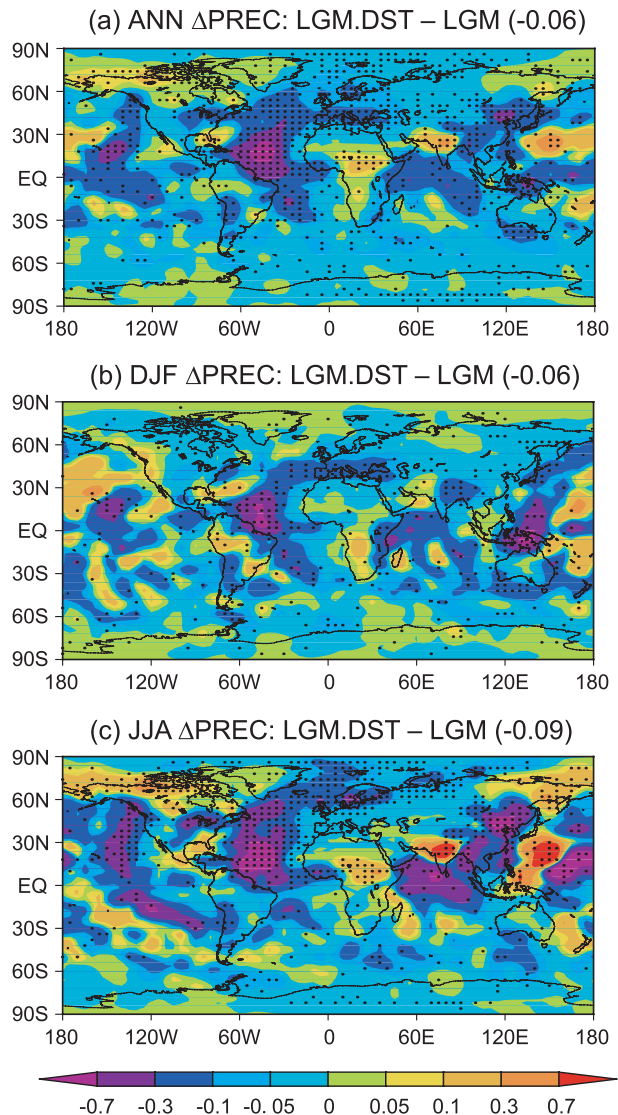 (a) ANN ΔPREC: LGM.DST – LGM (-0.06)
90N
60N
30N
EQ
30S
60S
90S
180 120W 60W 0 60E 120E 180
(b) DJF ΔPREC: LGM.DST – LGM (-0.06)
90N
60N
30N
EQ
30S
60S
90S
180 120W 60W 0 60E 120E 180
(c) JJA ΔPREC: LGM.DST – LGM (-0.09)
90N
60N
30N
EQ
30S
60S
90S
180 120W 60W 0 60E 120E 180
-0.7 -0.3 -0.1 -0. 05 0 0.05 0.1 0.3 0.7